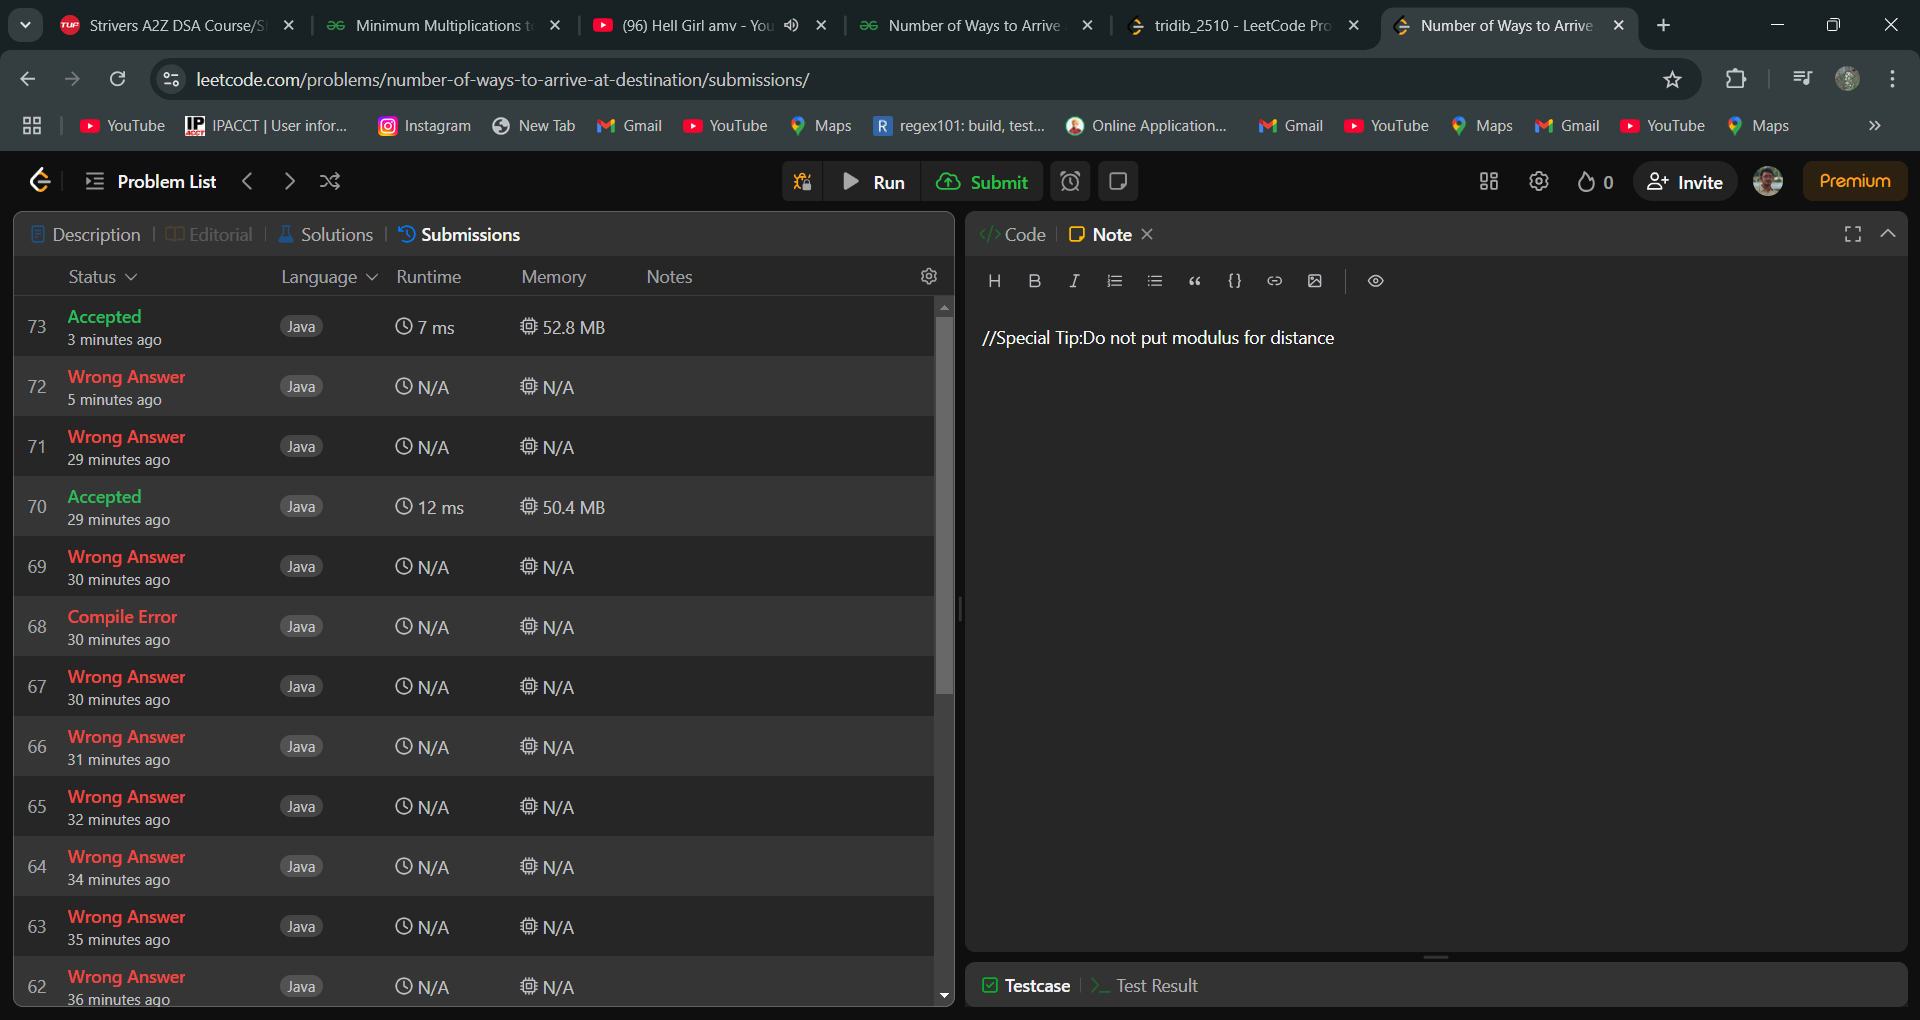 Strivers A2Z DSA Course/S
Minimum Multiplications t
(96) Hell Girl amv - You
Number of Ways to Arrive
tridib_2510 - LeetCode Pro
Number of Ways to Arrive
leetcode.com/problems/number-of-ways-to-arrive-at-destination/submissions/
YouTube
IPACCT | User infor...
Instagram
New Tab
Gmail
YouTube
Maps
regex101: build, test...
Online Application...
Gmail
YouTube
Maps
Gmail
YouTube
Maps
Problem List
Run
Submit
0
Invite
Premium
Description
Editorial
Solutions
Submissions
Status
Language
Runtime
Memory
Notes
73 Accepted Java 7 ms 52.8 MB
3 minutes ago
72 Wrong Answer Java N/A N/A
5 minutes ago
71 Wrong Answer Java N/A N/A
29 minutes ago
70 Accepted Java 12 ms 50.4 MB
29 minutes ago
69 Wrong Answer Java N/A N/A
30 minutes ago
68 Compile Error Java N/A N/A
30 minutes ago
67 Wrong Answer Java N/A N/A
30 minutes ago
66 Wrong Answer Java N/A N/A
31 minutes ago
65 Wrong Answer Java N/A N/A
32 minutes ago
64 Wrong Answer Java N/A N/A
34 minutes ago
63 Wrong Answer Java N/A N/A
35 minutes ago
62 Wrong Answer Java N/A N/A
36 minutes ago
Code
Note
//Special Tip:Do not put modulus for distance
Testcase
Test Result